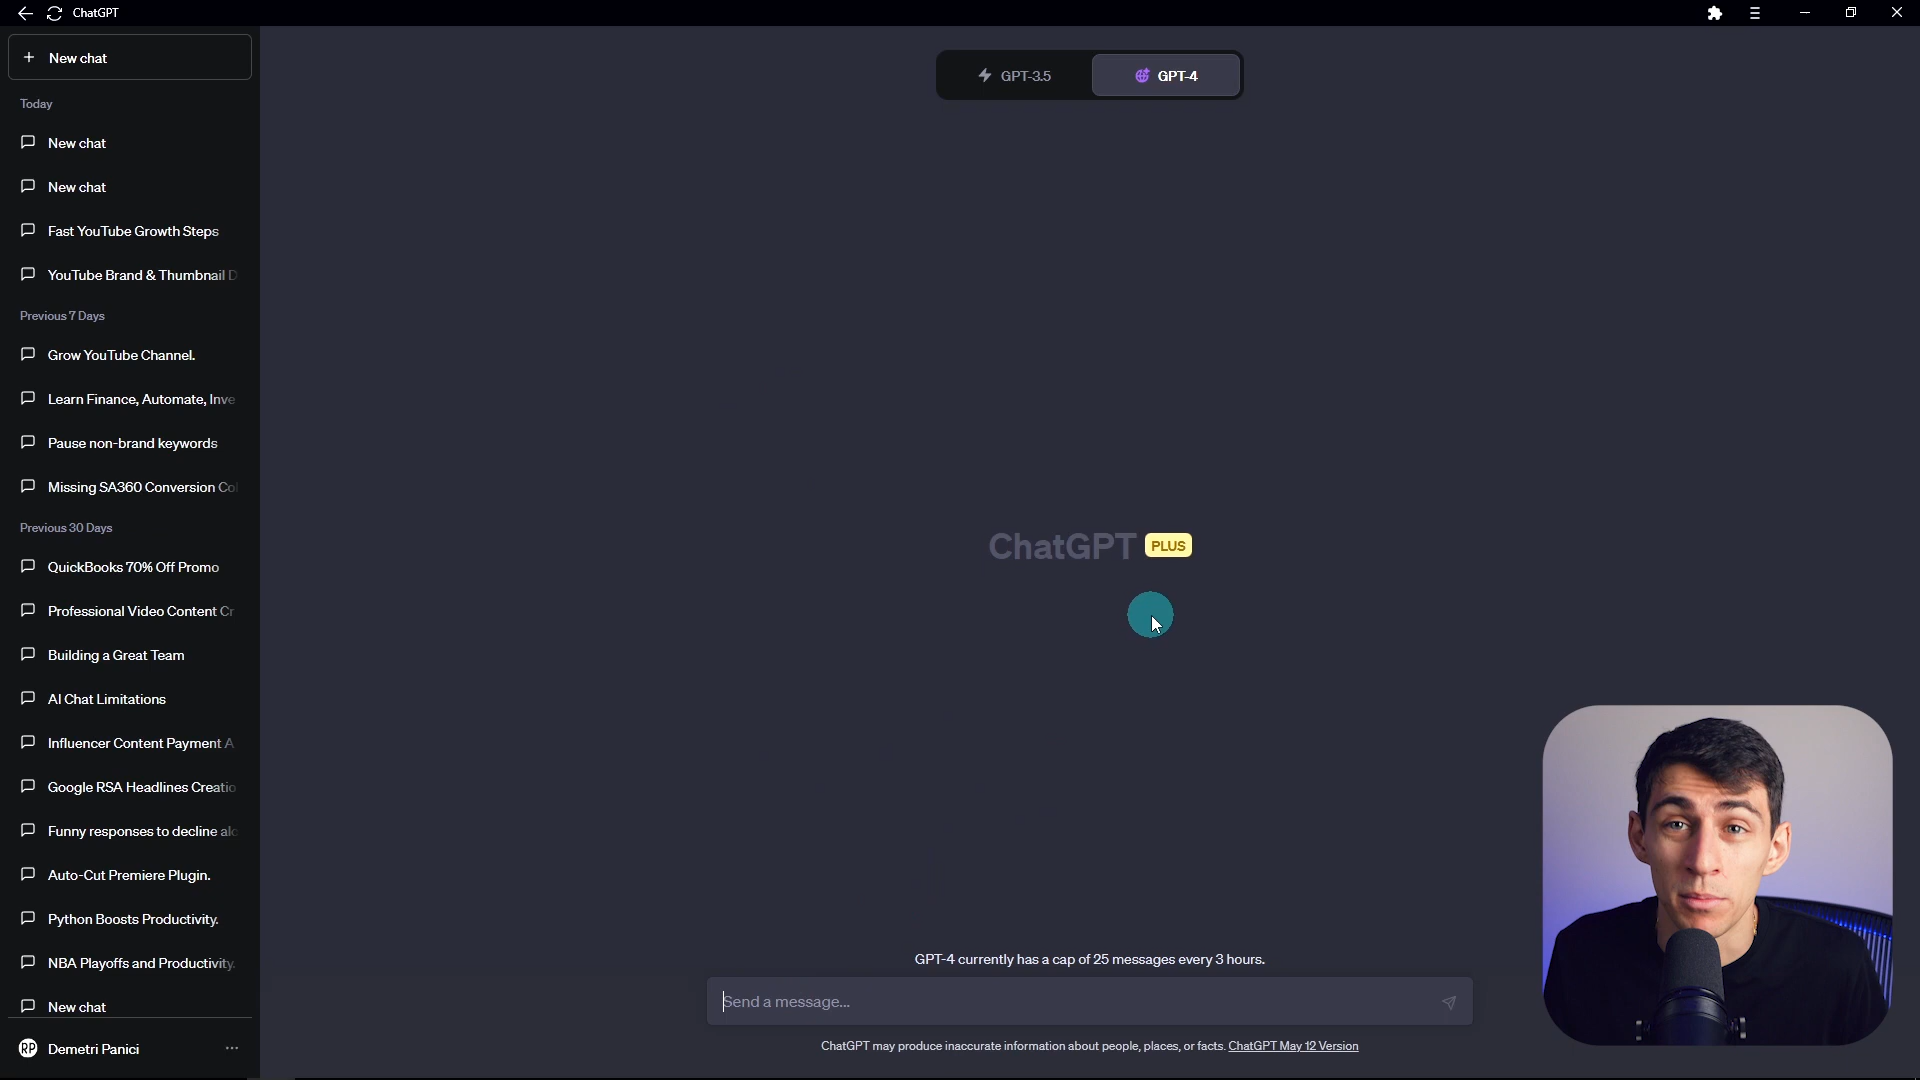 ChatGPT
New chat
Today
New chat
New chat
Fast YouTube Growth Steps
YouTube Brand & Thumbnail D
Previous 7 Days
Grow YouTube Channel.
Learn Finance, Automate, Inve
Pause non-brand keywords
Missing SA360 Conversion Col
Previous 30 Days
QuickBooks 70% Off Promo
Professional Video Content Cr
Building a Great Team
AI Chat Limitations
Influencer Content Payment A
Google RSA Headlines Creatio
Funny responses to decline alc
Auto-Cut Premiere Plugin.
Python Boosts Productivity.
NBA Playoffs and Productivity.
New chat
RP Demetri Panici
GPT-3.5 GPT-4
ChatGPT PLUS
GPT-4 currently has a cap of 25 messages every 3 hours.
Send a message...
ChatGPT may produce inaccurate information about people, places, or facts. ChatGPT May 12 Version